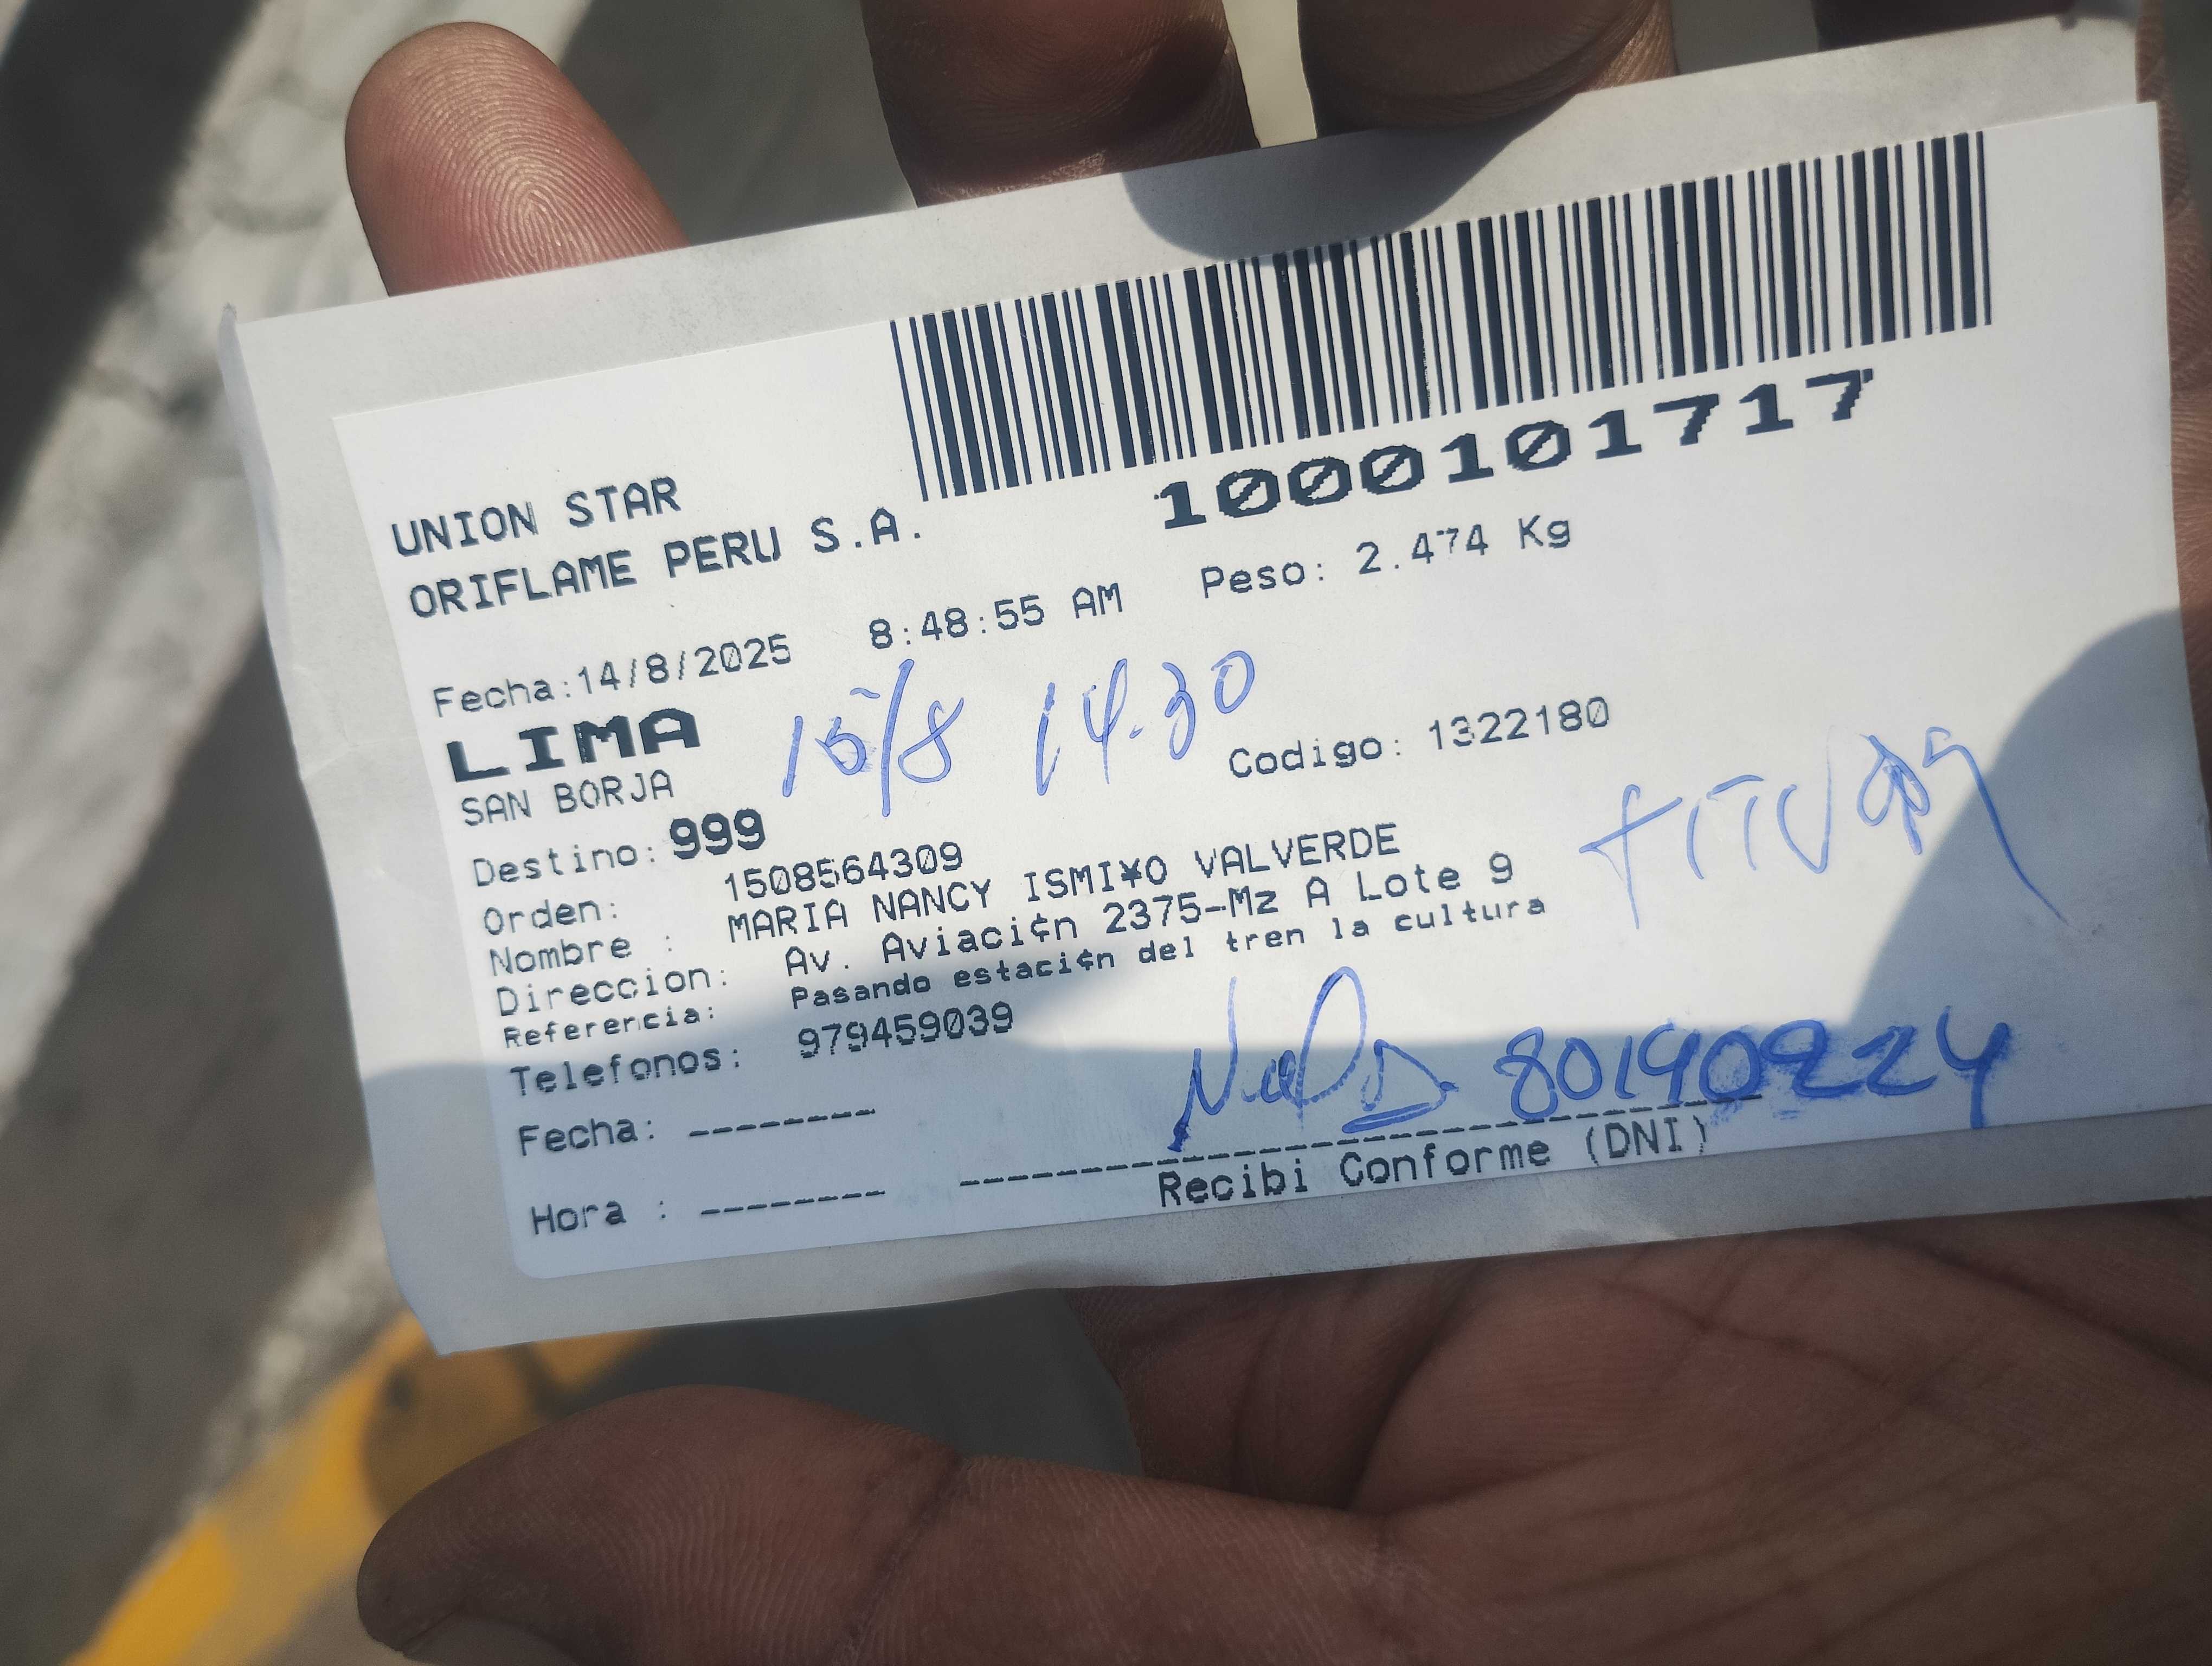 1000101717
UNION STAR
ORIFLAME PERU S.A.
Fecha:14/8/2025 8:48:55 AM Peso: 2.474 Kg
LIMA 15/8 14.30
SAN BORJA Codigo: 1322180
Destino: 999
Orden: 1508564309
Nombre : MARIA NANCY ISMI¥O VALVERDE
Direccion: Av. Aviaci¢n 2375-Mz A Lote 9
Referencia: Pasando estaci¢n del tren la cultura
Telefonos: 979459039
80190224
Fecha: --------
Hora : --------
Recibi Conforme (DNI)